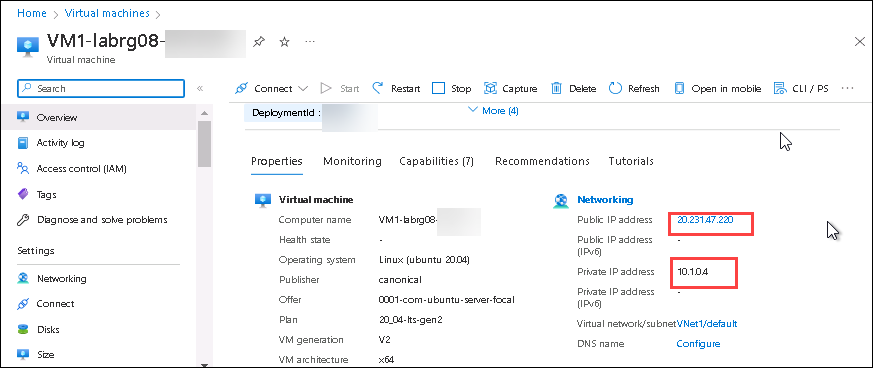 Home > Virtual machines >
VM1-labrg08-
Virtual machine
Search
«
Connect
Start
Restart
Stop
Capture
Delete
Refresh
Open in mobile
CLI / PS
...
Overview
Activity log
Access control (IAM)
Tags
Diagnose and solve problems
Settings
Networking
Connect
Disks
Size
DeploymentId :
More (4)
Properties Monitoring Capabilities (7) Recommendations Tutorials
Virtual machine
Computer name VM1-labrg08-
Health state -
Operating system Linux (ubuntu 20.04)
Publisher canonical
Offer 0001-com-ubuntu-server-focal
Plan 20_04-lts-gen2
VM generation V2
VM architecture x64
Networking
Public IP address 20.231.47.220
Public IP address (IPv6) -
Private IP address 10.1.0.4
Private IP address (IPv6) -
Virtual network/subnet VNet1/default
DNS name Configure